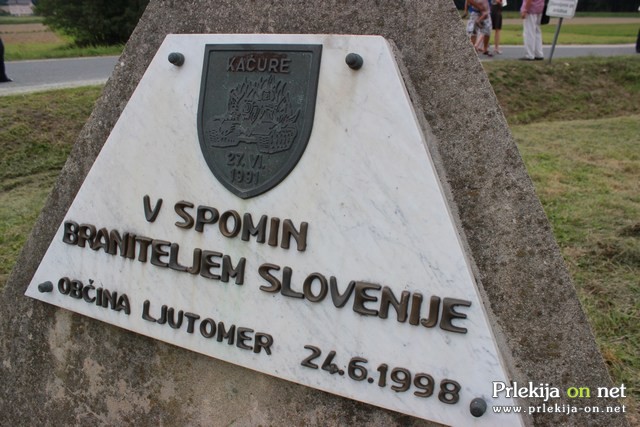 KAČURE
27. VI.
1991
V SPOMIN
BRANITELJEM SLOVENIJE
OBČINA LJUTOMER 24.6.1998
Prlekija on net
www.prlekija-on.net